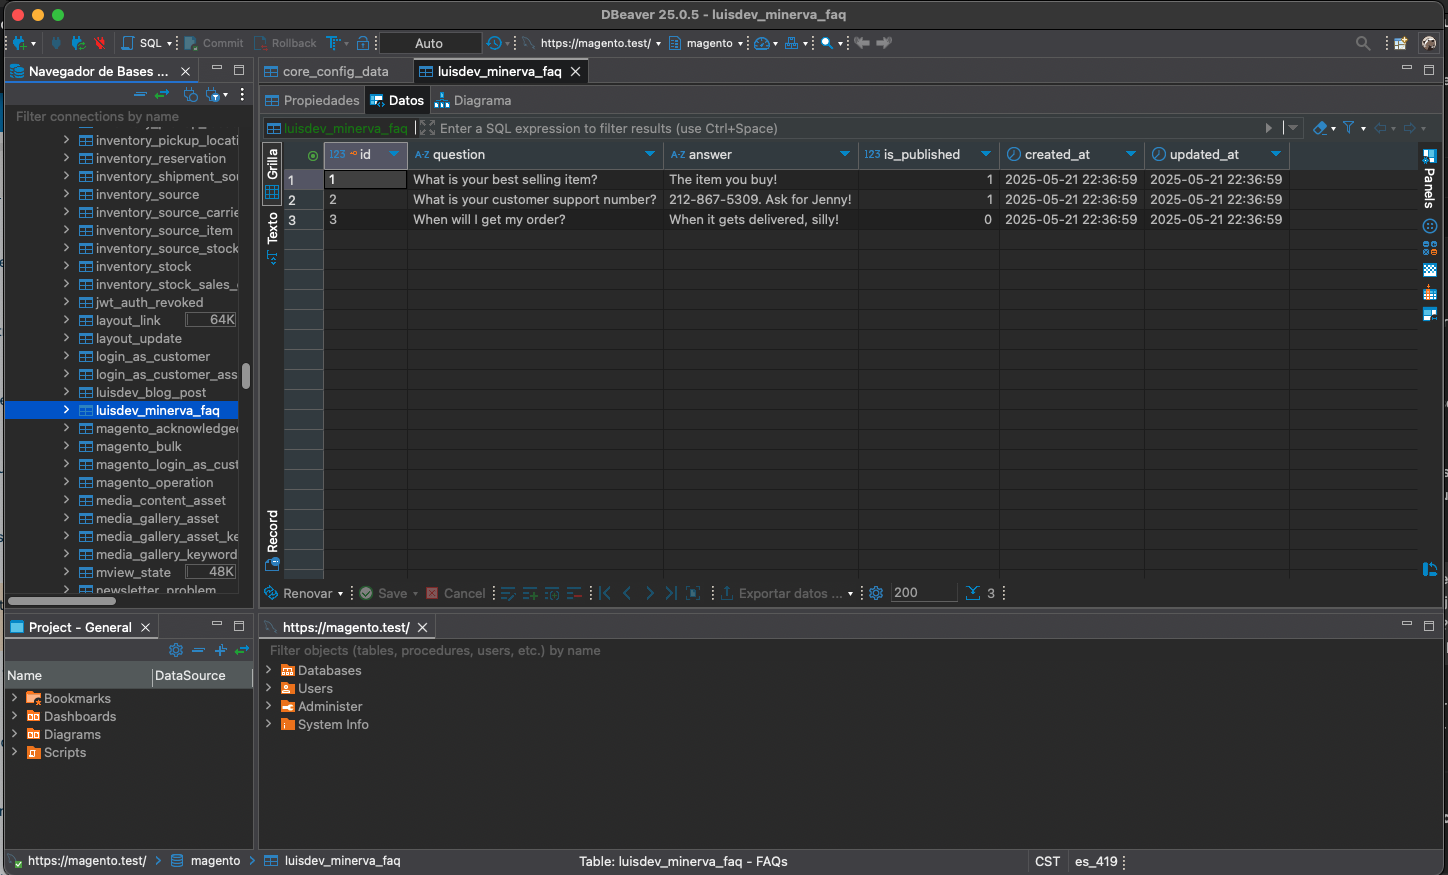 DBeaver 25.0.5 - luisdev_minerva_faq
SQL
Commit
Rollback
Auto
https://magento.test/
magento
Navegador de Bases ...
Filter connections by name
inventory_pickup_locati
inventory_reservation
inventory_shipment_sou
inventory_source
inventory_source_carrie
inventory_source_item
inventory_source_stock
inventory_stock
inventory_stock_sales_
jwt_auth_revoked
layout_link 64K
layout_update
login_as_customer
login_as_customer_ass
luisdev_blog_post
luisdev_minerva_faq
magento_acknowledged
magento_bulk
magento_login_as_cust
magento_operation
media_content_asset
media_gallery_asset
media_gallery_asset_ke
media_gallery_keyword
mview_state 48K
newsletter_problem
core_config_data
luisdev_minerva_faq
Propiedades
Datos
Diagrama
luisdev_minerva_faq
Enter a SQL expression to filter results (use Ctrl+Space)
Grilla
Texto
Record
123 id A-Z question A-Z answer 123 is_published created_at updated_at
1 1 What is your best selling item? The item you buy! 1 2025-05-21 22:36:59 2025-05-21 22:36:59
2 2 What is your customer support number? 212-867-5309. Ask for Jenny! 1 2025-05-21 22:36:59 2025-05-21 22:36:59
3 3 When will I get my order? When it gets delivered, silly! 0 2025-05-21 22:36:59 2025-05-21 22:36:59
Panels
Renovar
Save
Cancel
Exportar datos ...
200
3
Project - General
Name DataSource
Bookmarks
Dashboards
Diagrams
Scripts
https://magento.test/
Filter objects (tables, procedures, users, etc.) by name
Databases
Users
Administer
System Info
https://magento.test/
magento
luisdev_minerva_faq
Table: luisdev_minerva_faq - FAQs
CST
es_419